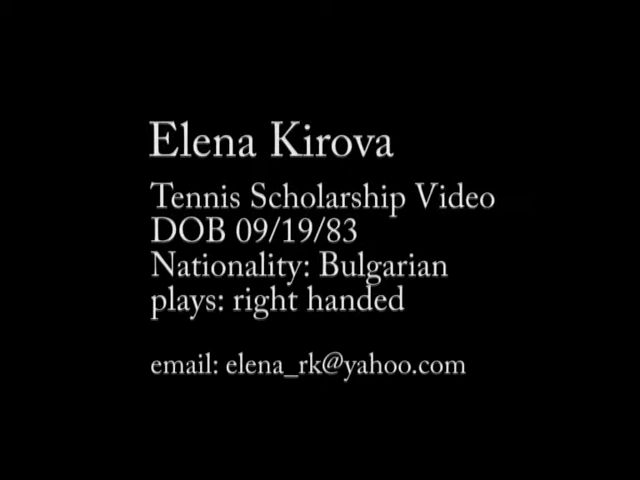 Elena Kirova
Tennis Scholarship Video
DOB 09/19/83
Nationality: Bulgarian
plays: right handed
email: elena_rk@yahoo.com